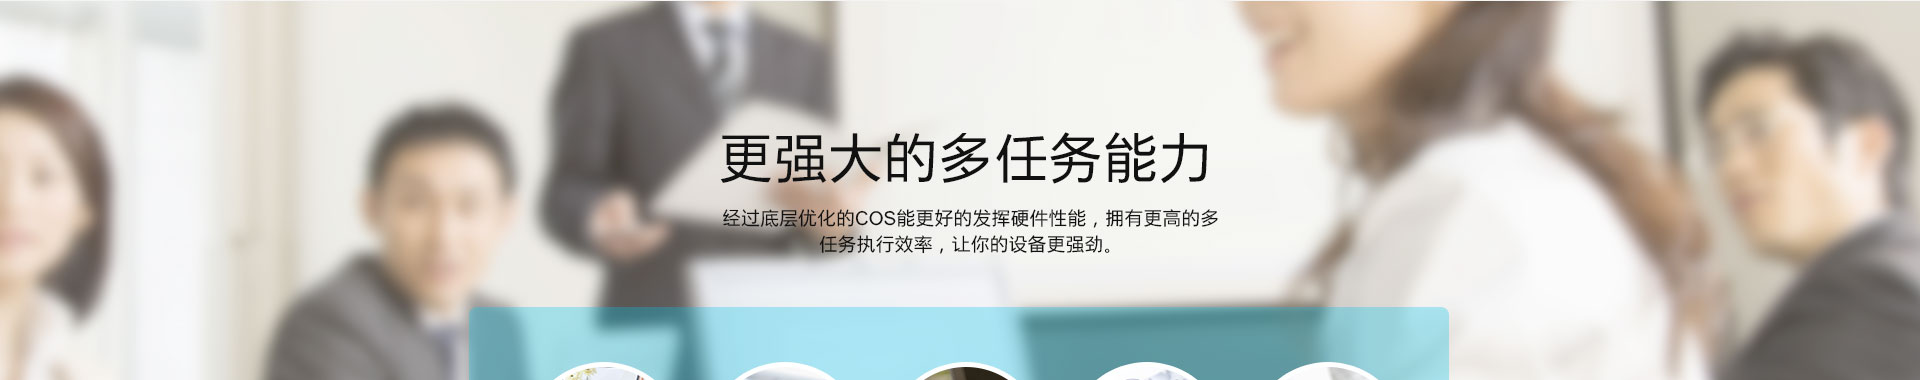 更强大的多任务能力
经过底层优化的COS能更好的发挥硬件性能，拥有更高的多
任务执行效率，让你的设备更强劲。